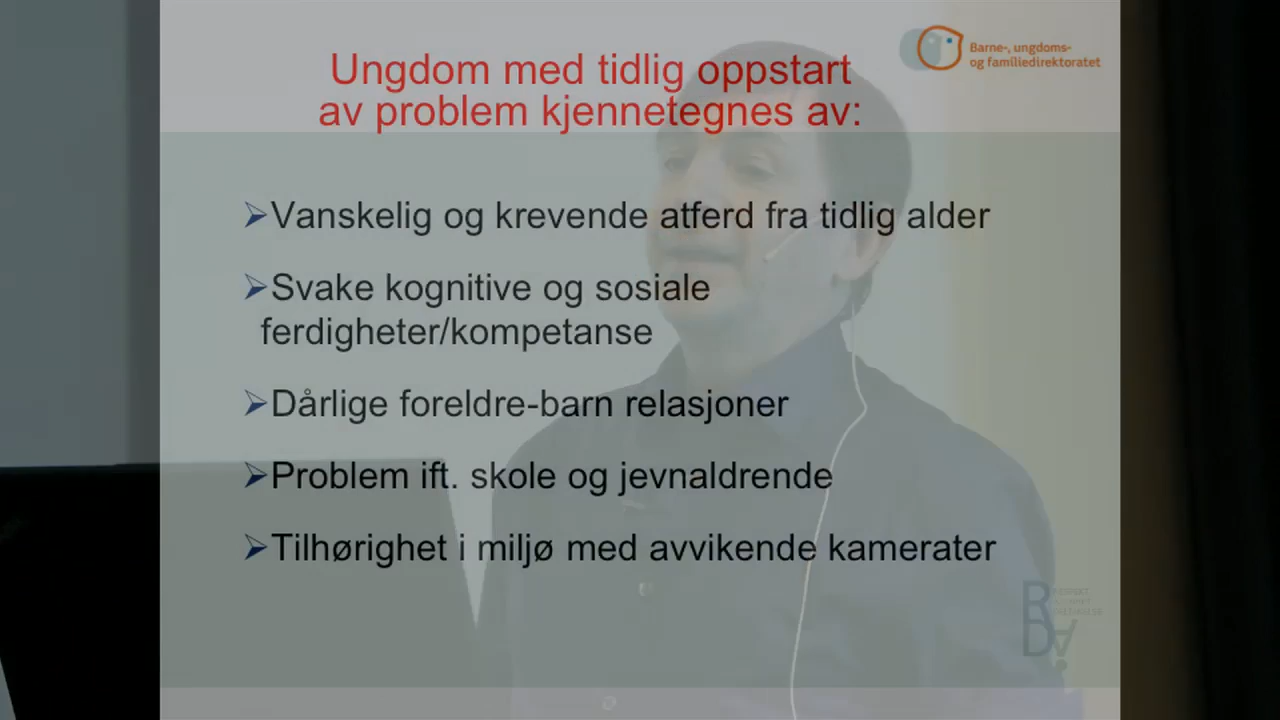 Barne-, ungdoms-
og familiedirektoratet
Ungdom med tidlig oppstart
av problem kjennetegnes av:
➢Vanskelig og krevende atferd fra tidlig alder
➢Svake kognitive og sosiale
ferdigheter/kompetanse
➢Dårlige foreldre-barn relasjoner
➢Problem ift. skole og jevnaldrende
➢Tilhørighet i miljø med avvikende kamerater